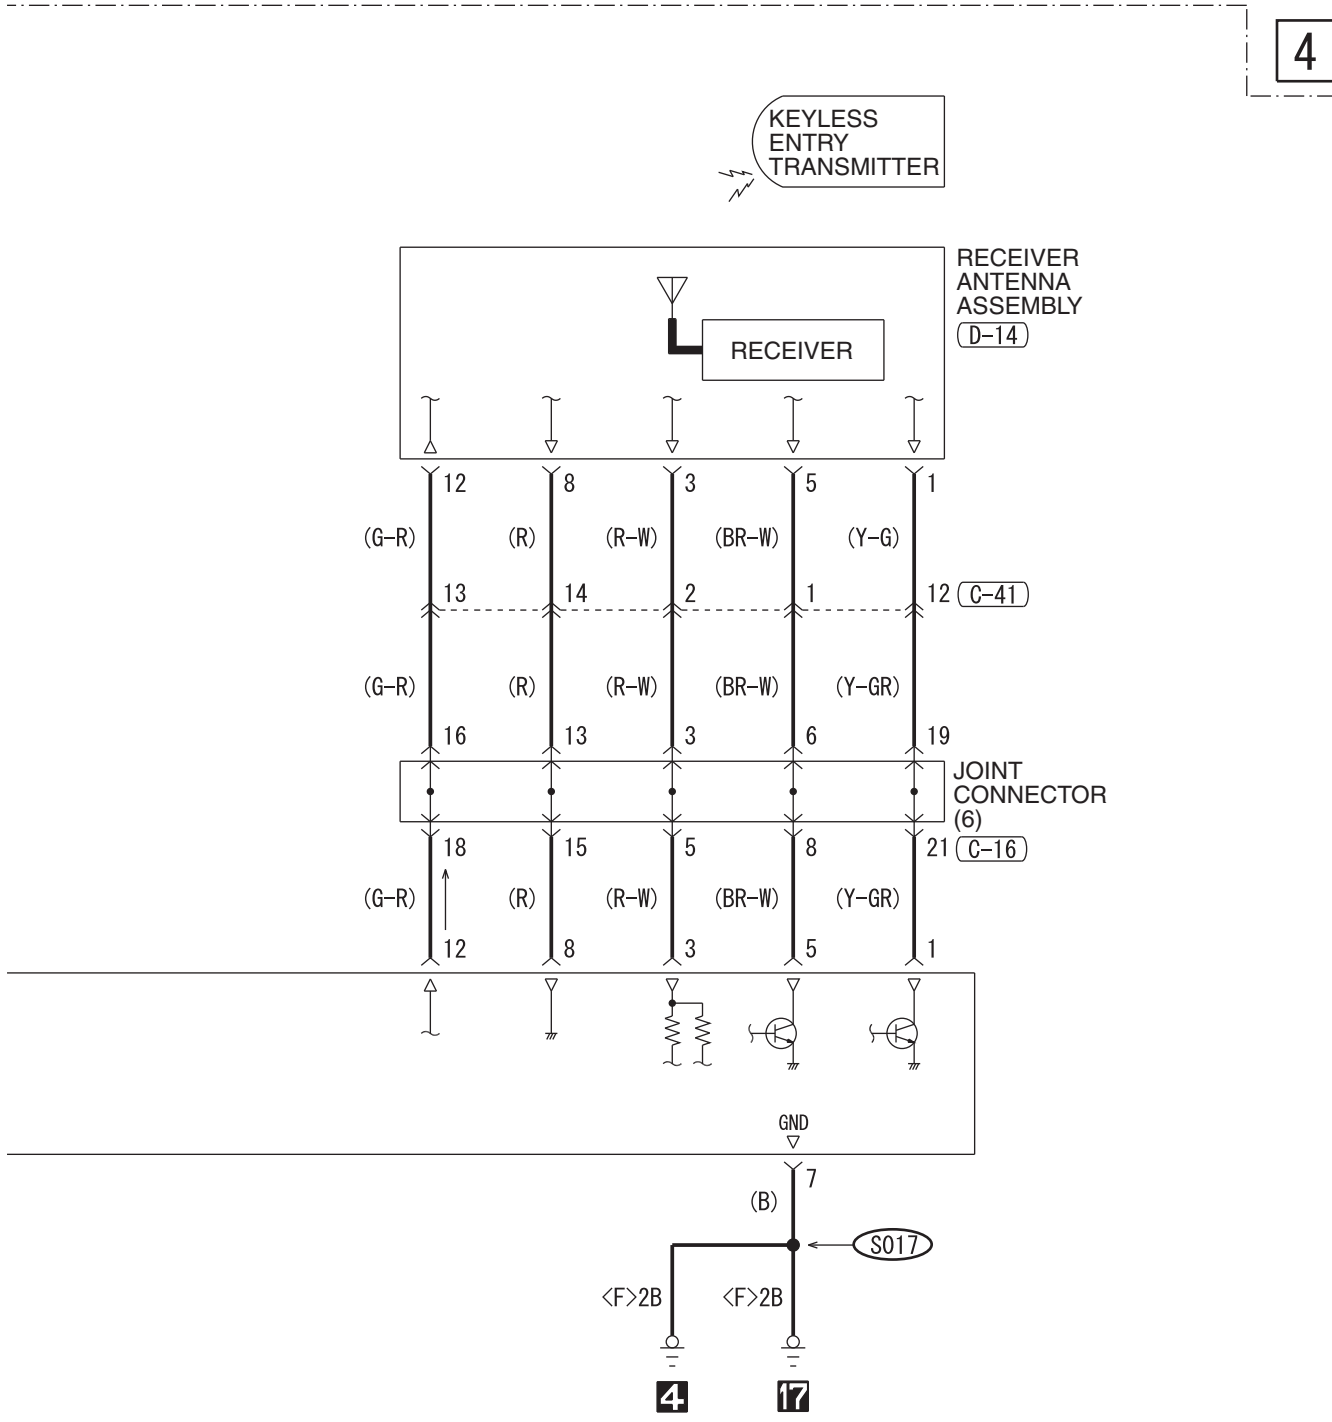 4
KEYLESS
ENTRY
TRANSMITTER
RECEIVER
ANTENNA
ASSEMBLY
D-14
RECEIVER
12 8 3 5 1
(G-R) (R) (R-W) (BR-W) (Y-G)
13 14 2 1 12 C-41
(G-R) (R) (R-W) (BR-W) (Y-GR)
16 13 3 6 19
JOINT
CONNECTOR
(6)
18 15 5 8 21 C-16
(G-R) (R) (R-W) (BR-W) (Y-GR)
12 8 3 5 1
GND
7
(B)
S017
<F>2B <F>2B
4 17